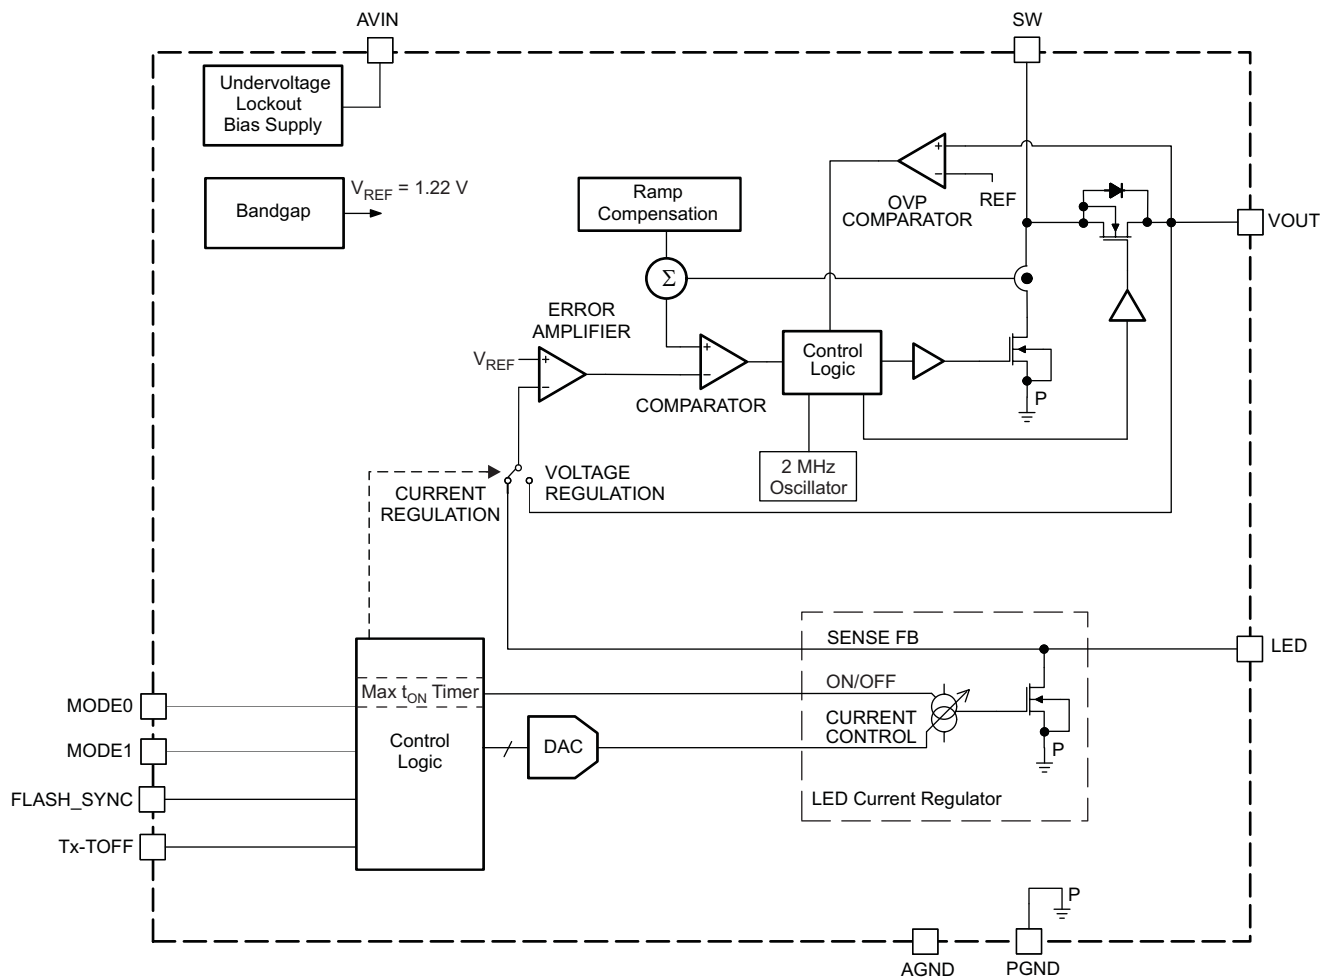 AVIN
SW
Undervoltage
Lockout
Bias Supply
Bandgap
VREF = 1.22 V
Ramp
Compensation
+
−
REF
OVP
COMPARATOR
VOUT
Σ
ERROR
AMPLIFIER
VREF
+
−
+
−
COMPARATOR
Control
Logic
P
2 MHz
Oscillator
VOLTAGE
REGULATION
CURRENT
REGULATION
SENSE FB
LED
ON/OFF
CURRENT
CONTROL
P
LED Current Regulator
Max tON Timer
Control
Logic
DAC
MODE0
MODE1
FLASH_SYNC
Tx-TOFF
P
AGND
PGND